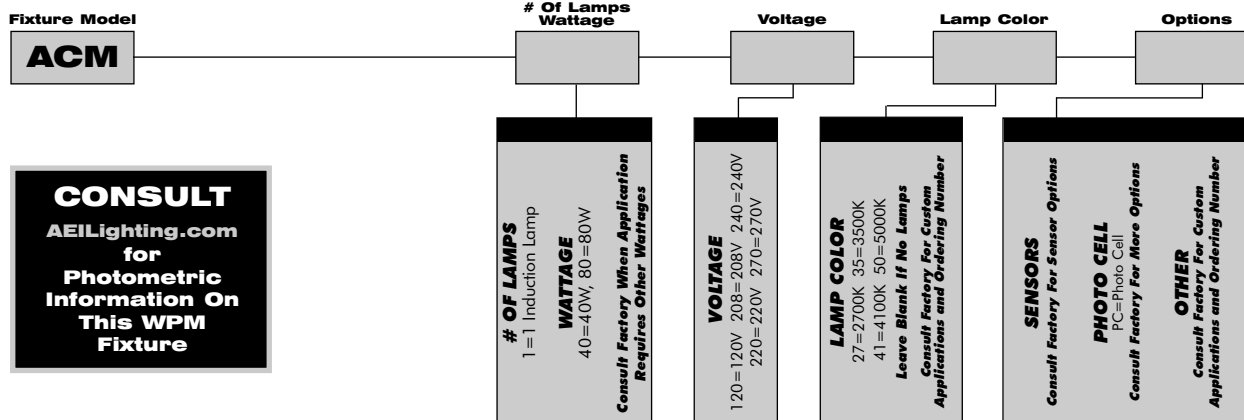 Fixture Model
# Of Lamps
Wattage
Voltage
Lamp Color
Options
ACM
CONSULT
AEILighting.com
for
Photometric
Information On
This WPM
Fixture
# OF LAMPS
1=1 Induction Lamp
WATTAGE
40=40W, 80=80W
Consult Factory When Application
Requires Other Wattages
VOLTAGE
120=120V 208=208V 240=240V
220=220V 270=270V
LAMP COLOR
27=2700K 35=3500K
41=4100K 50=5000K
Leave Blank If No Lamps
Consult Factory For Custom
Applications and Ordering Number
SENSORS
Consult Factory For Sensor Options
PHOTO CELL
PC=Photo Cell
Consult Factory For More Options
OTHER
Consult Factory For Custom
Applications and Ordering Number